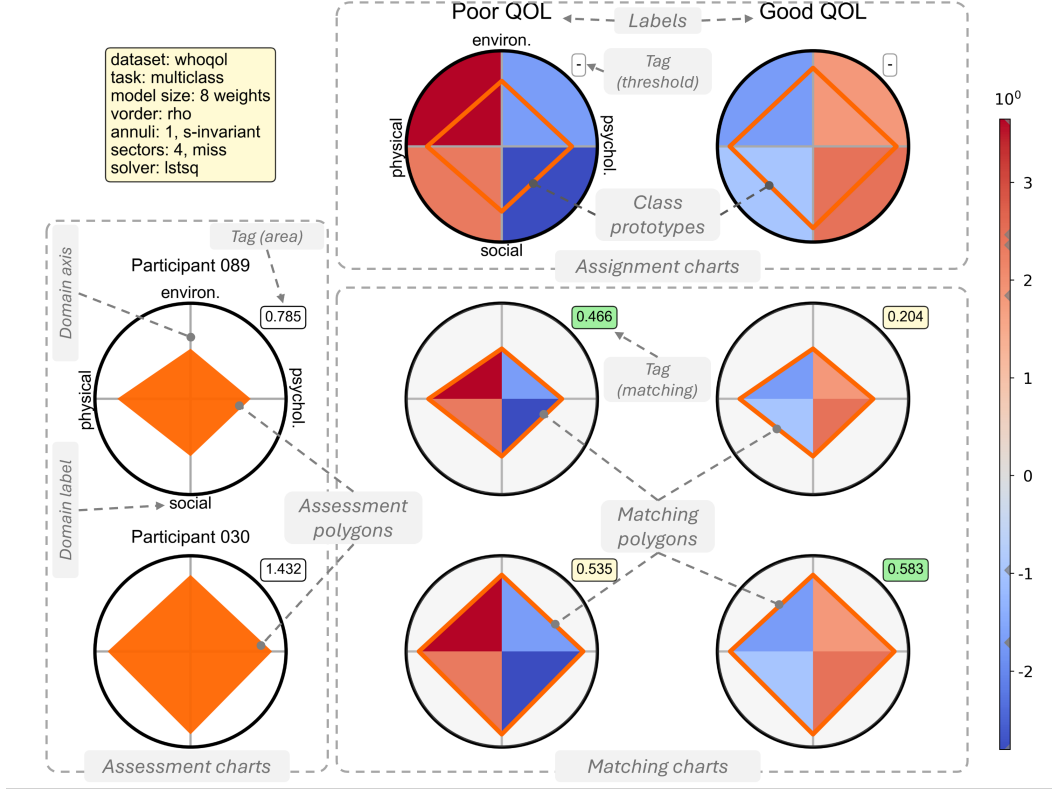 Poor QOL
Labels
Good QOL
environ.
-
Tag
(threshold)
-
dataset: whoqol
task: multiclass
model size: 8 weights
vorder: rho
annuli: 1, s-invariant
sectors: 4, miss
solver: lstsq
physical
psychol.
Class
prototypes
social
Assignment charts
10^0
3
2
1
0
-1
-2
Tag (area)
Domain axis
Participant 089
environ.
0.785
physical
psychol.
social
Domain label
Assessment
polygons
Participant 030
1.432
Assessment charts
0.466
0.204
Tag
(matching)
Matching
polygons
0.535
0.583
Matching charts